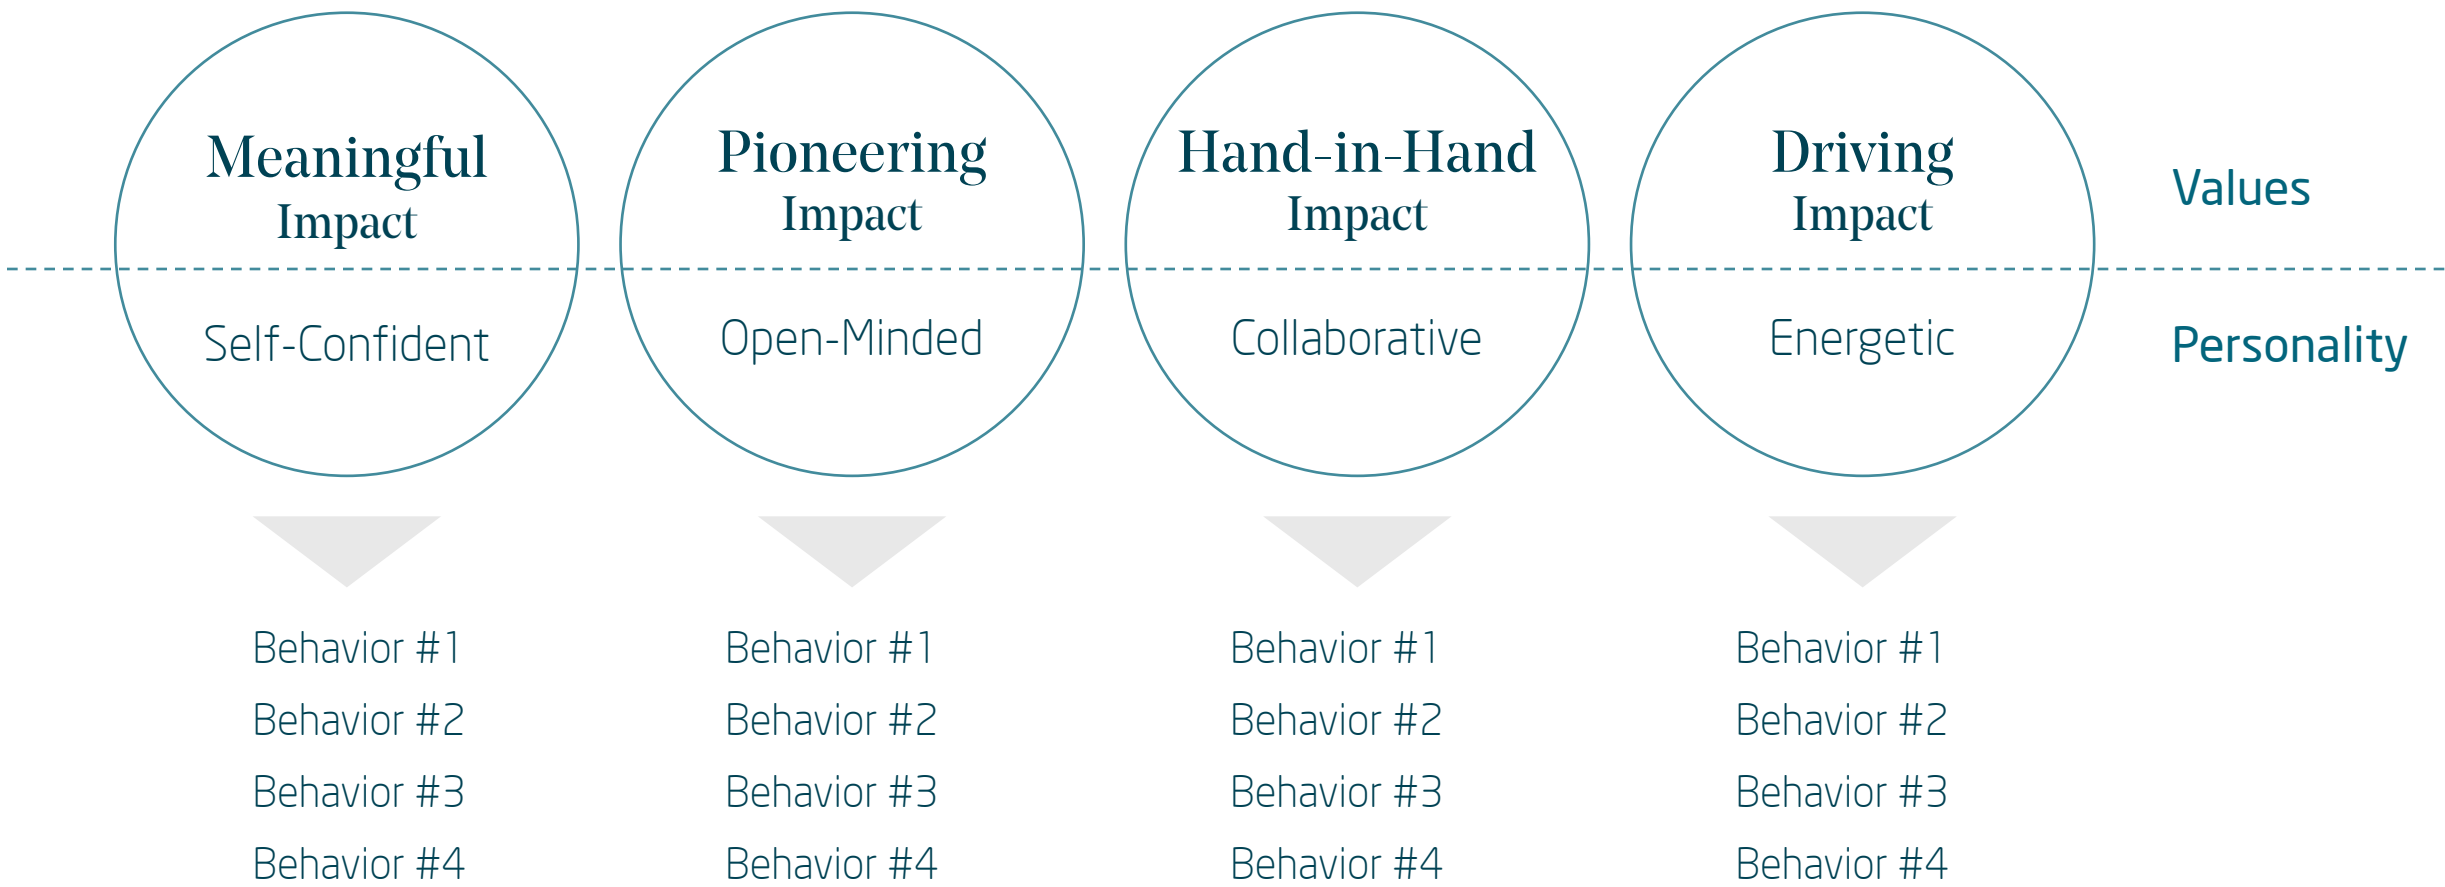 Meaningful
Impact
Self-Confident
Pioneering
Impact
Open-Minded
Hand-in-Hand
Impact
Collaborative
Driving
Impact
Energetic
Values
Personality
Behavior #1
Behavior #2
Behavior #3
Behavior #4
Behavior #1
Behavior #2
Behavior #3
Behavior #4
Behavior #1
Behavior #2
Behavior #3
Behavior #4
Behavior #1
Behavior #2
Behavior #3
Behavior #4